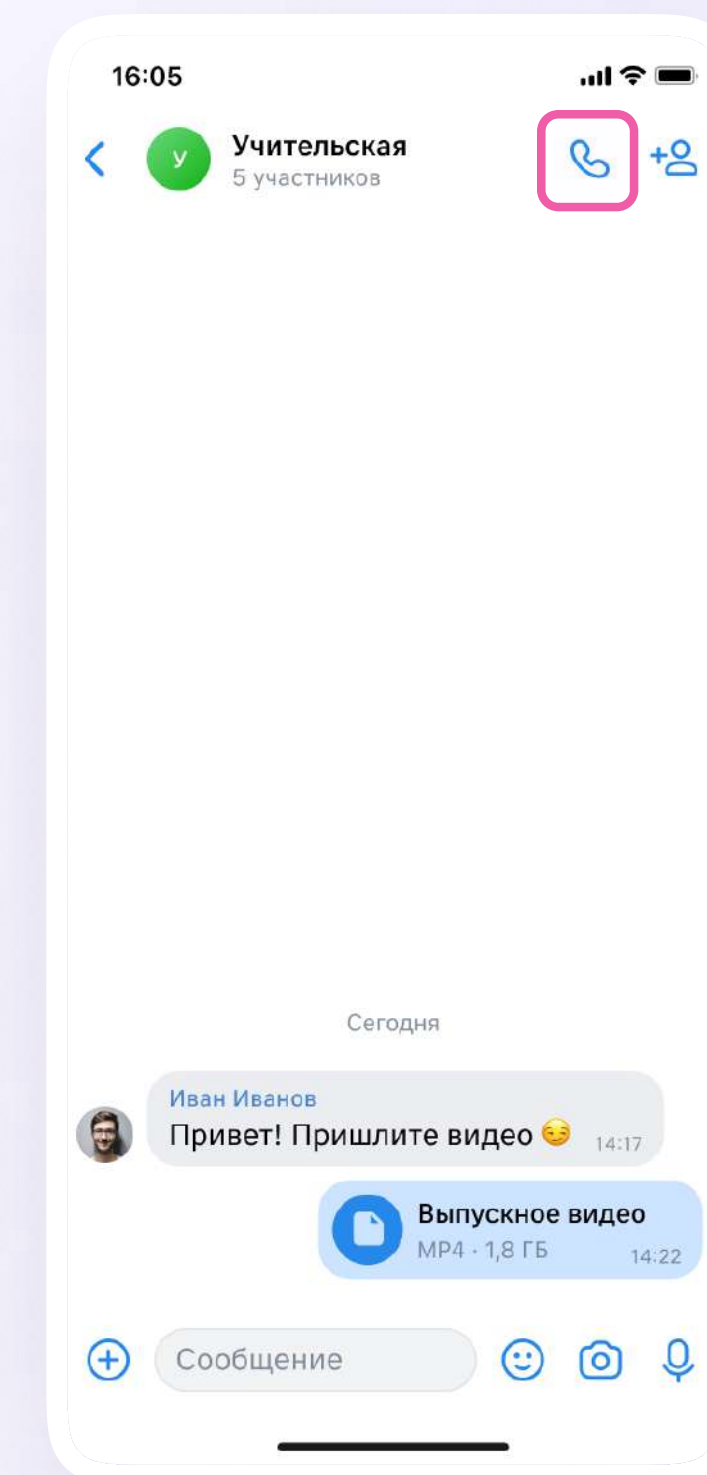 16:05
У
Учительская
5 участников
Сегодня
Иван Иванов
Привет! Пришлите видео 😏 14:17
Выпускное видео
MP4 · 1,8 ГБ 14:22
Сообщение